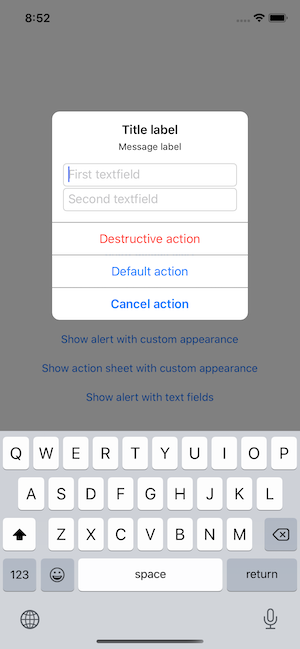 8:52
Title label
Message label
First textfield
Second textfield
Destructive action
Default action
Cancel action
Show alert with custom appearance
Show action sheet with custom appearance
Show alert with text fields
Q W E R T Y U I O P
A S D F G H J K L
Z X C V B N M
123 space return